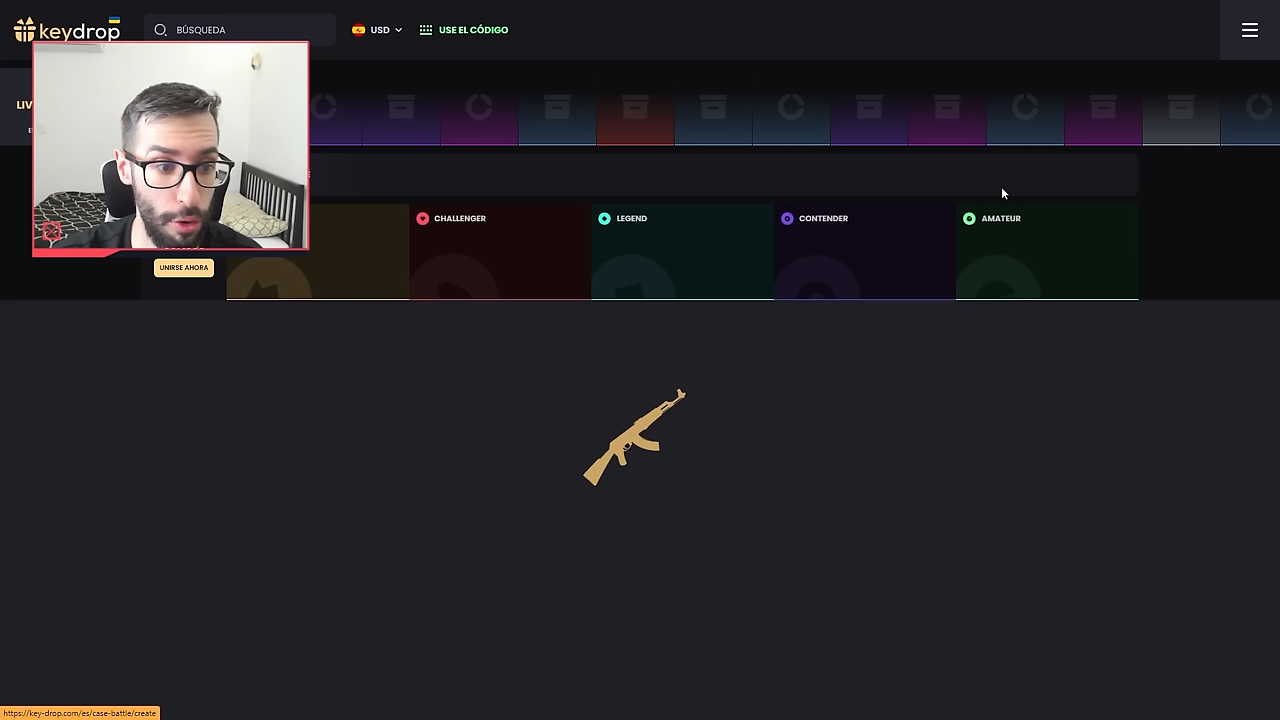 keydrop
BÚSQUEDA
USD
USE EL CÓDIGO
LIV
E
CHALLENGER
LEGEND
CONTENDER
AMATEUR
UNIRSE AHORA
https://key-drop.com/es/case-battle/create